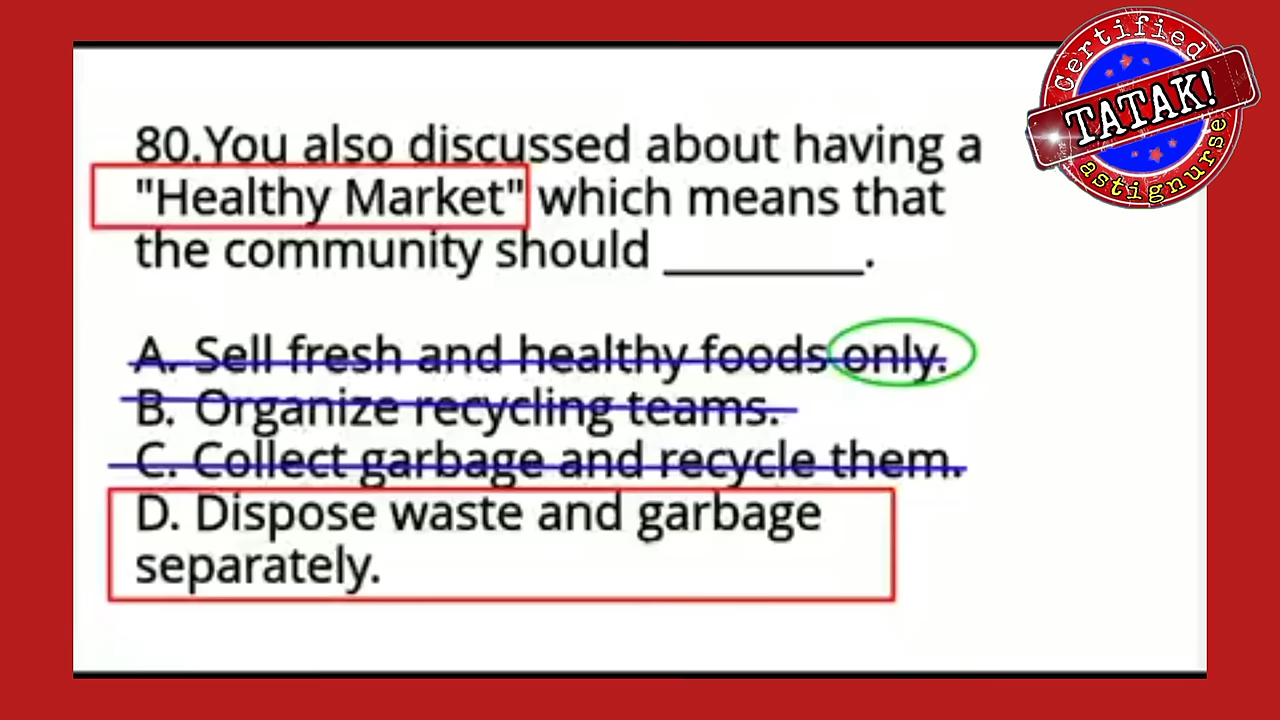 Certified
TATAK!
astignurse
80.You also discussed about having a
"Healthy Market" which means that
the community should ________.
A. Sell fresh and healthy foods only.
B. Organize recycling teams.
C. Collect garbage and recycle them.
D. Dispose waste and garbage
separately.